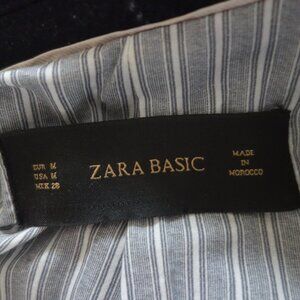 EUR M
USA M
MEX 28
ZARA BASIC
MADE
IN
MOROCCO